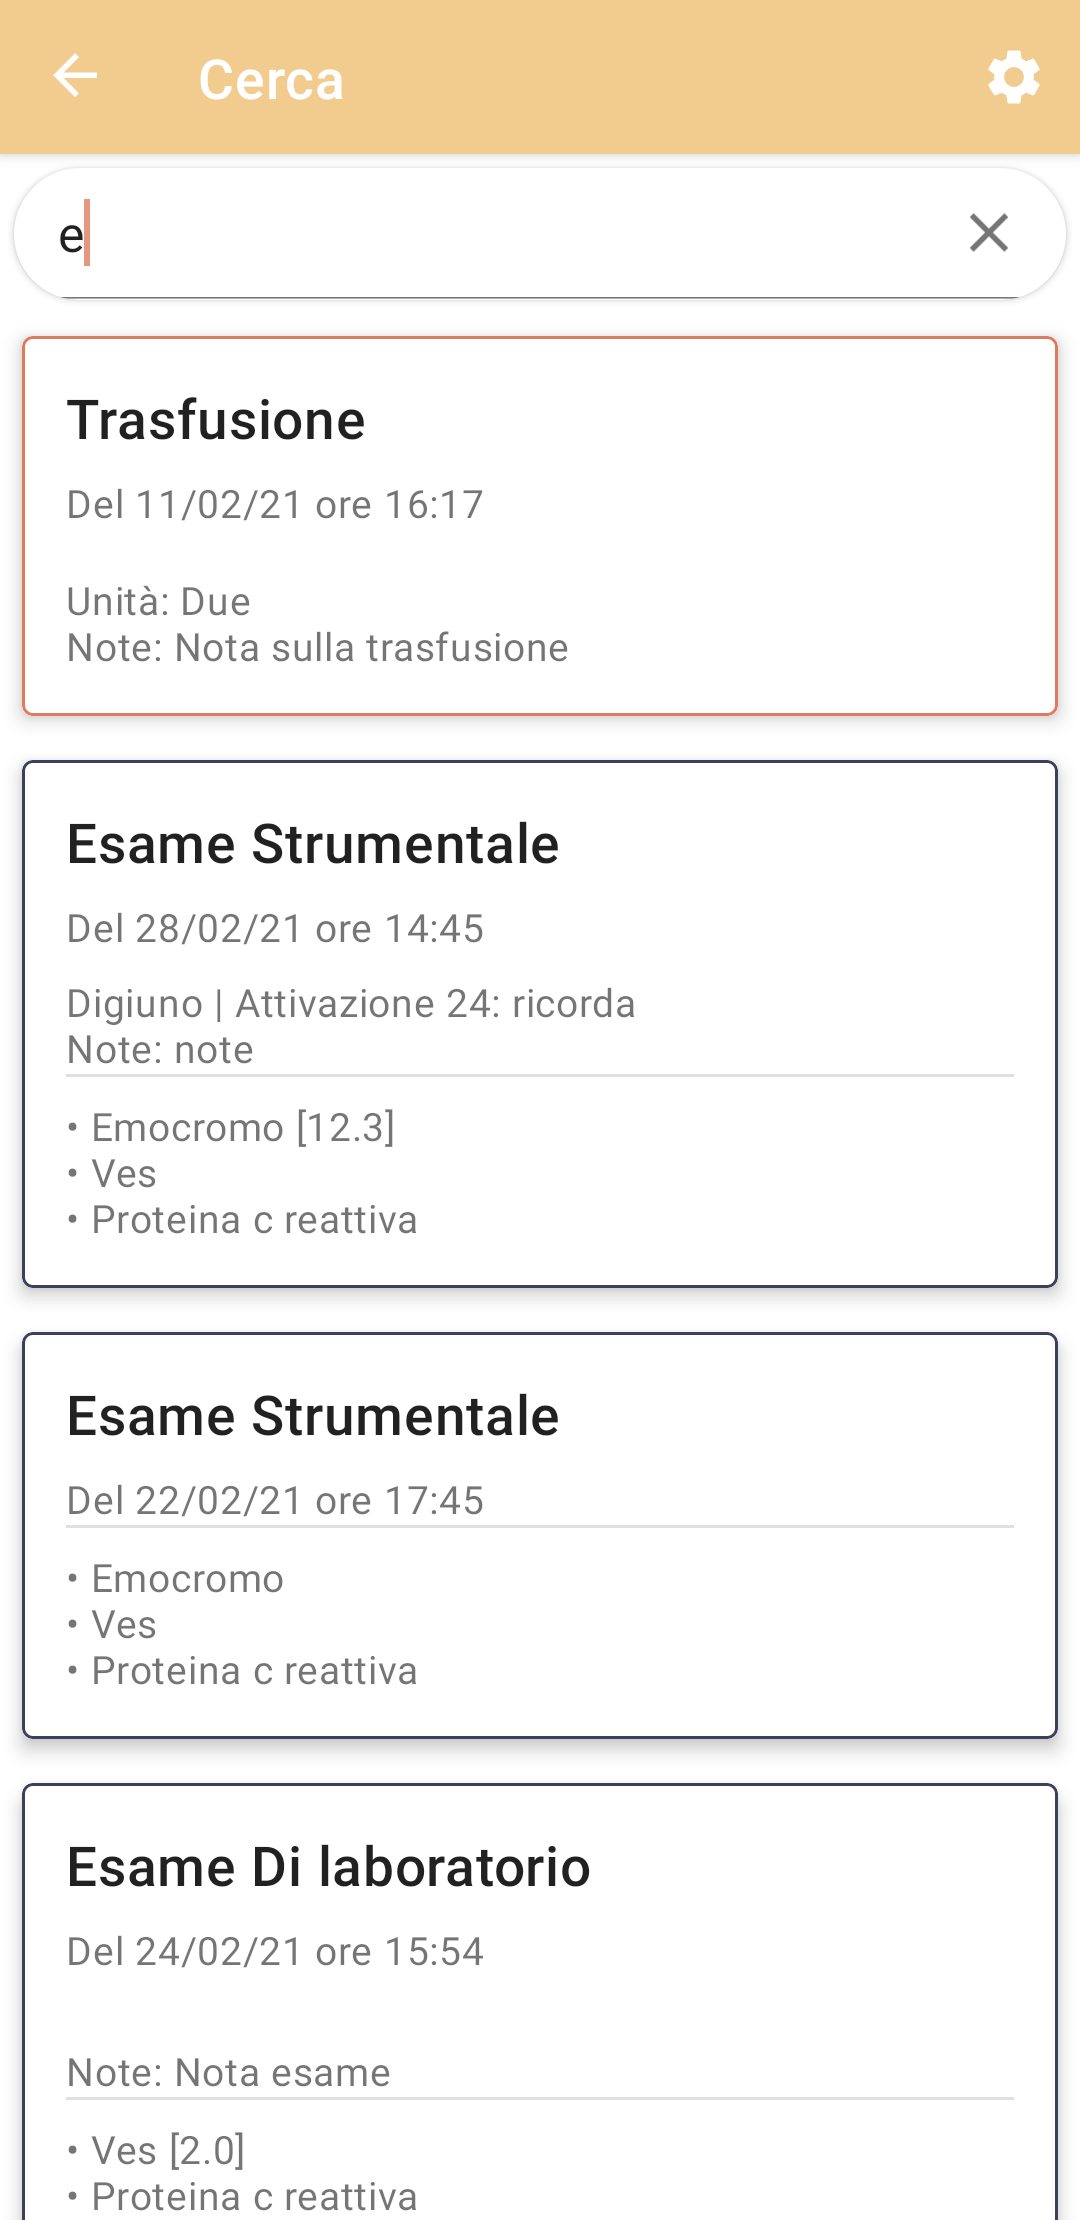 Cerca
e
Trasfusione
Del 11/02/21 ore 16:17
Unità: Due
Note: Nota sulla trasfusione
Esame Strumentale
Del 28/02/21 ore 14:45
Digiuno | Attivazione 24: ricorda
Note: note
• Emocromo [12.3]
• Ves
• Proteina c reattiva
Esame Strumentale
Del 22/02/21 ore 17:45
• Emocromo
• Ves
• Proteina c reattiva
Esame Di laboratorio
Del 24/02/21 ore 15:54
Note: Nota esame
• Ves [2.0]
• Proteina c reattiva